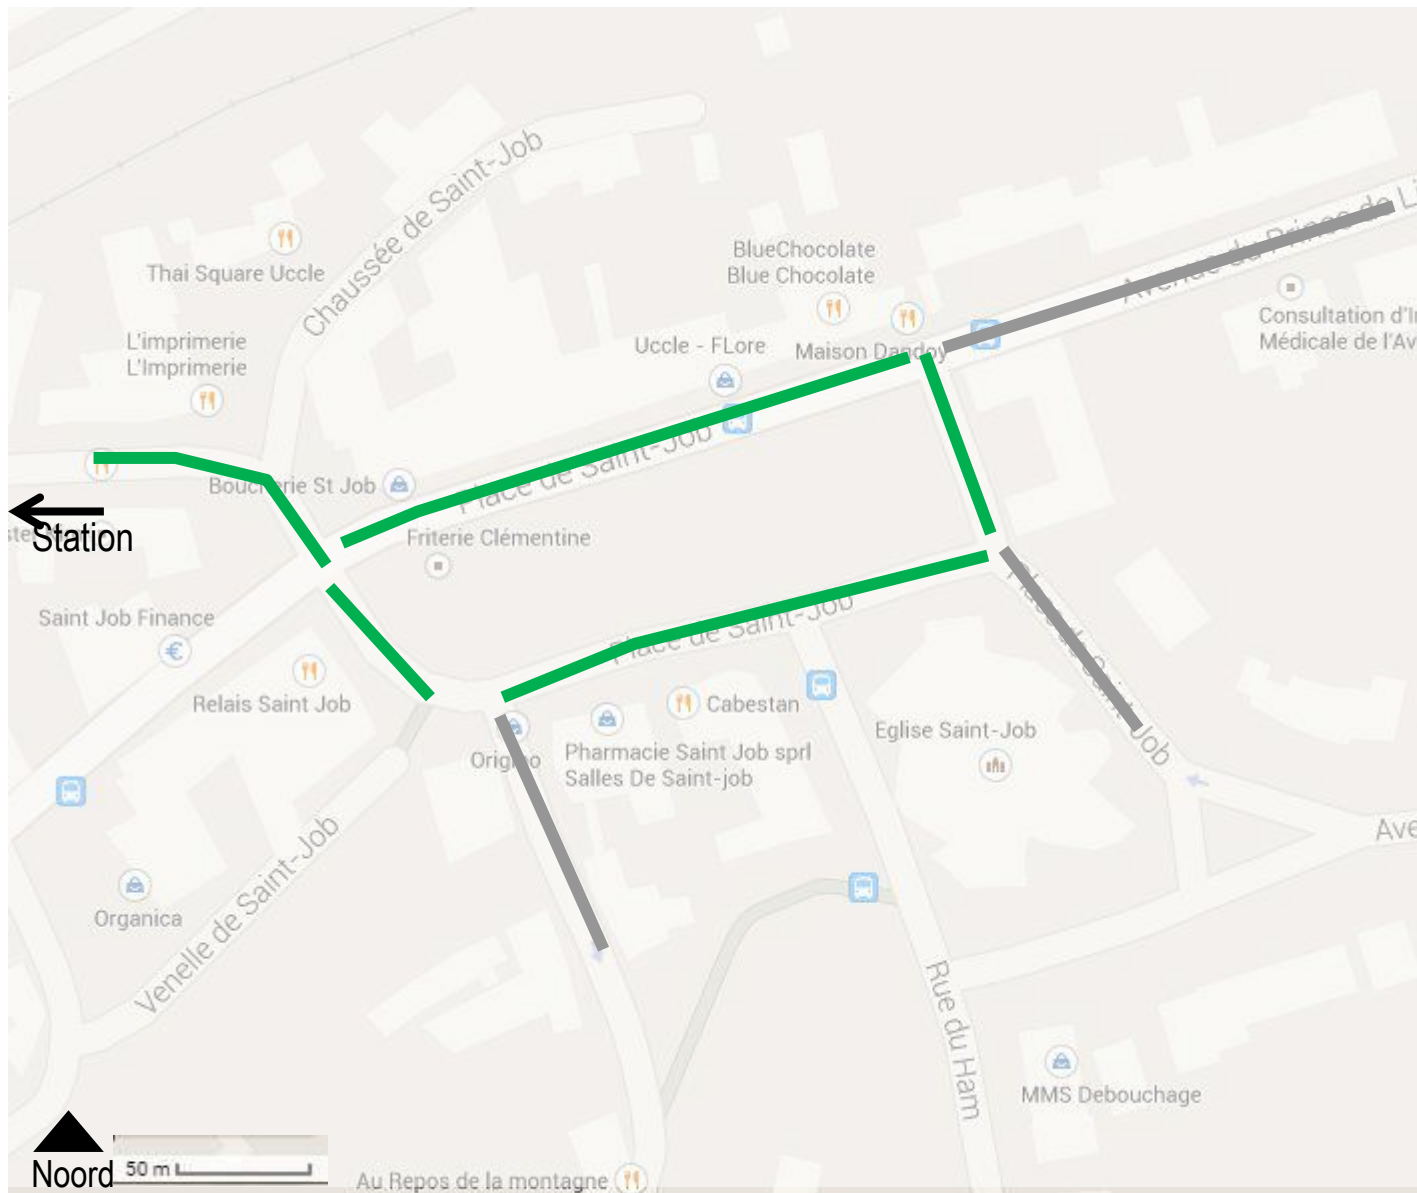 Chaussée de Saint-Job
Thai Square Uccle
BlueChocolate
Blue Chocolate
Avenue du Prince de Li
Consultation d'I
Médicale de l'Av
L'imprimerie
L'Imprimerie
Uccle - FLore
Maison Dandoy
Place de Saint-Job
Boucherie St Job
Station
Friterie Clémentine
Saint Job Finance
Place de Saint-Job
Place de Saint-Job
Relais Saint Job
Cabestan
Origino
Pharmacie Saint Job sprl
Salles De Saint-job
Eglise Saint-Job
Ave
Organica
Venelle de Saint-Job
Rue du Ham
MMS Debouchage
Noord
50 m
Au Repos de la montagne